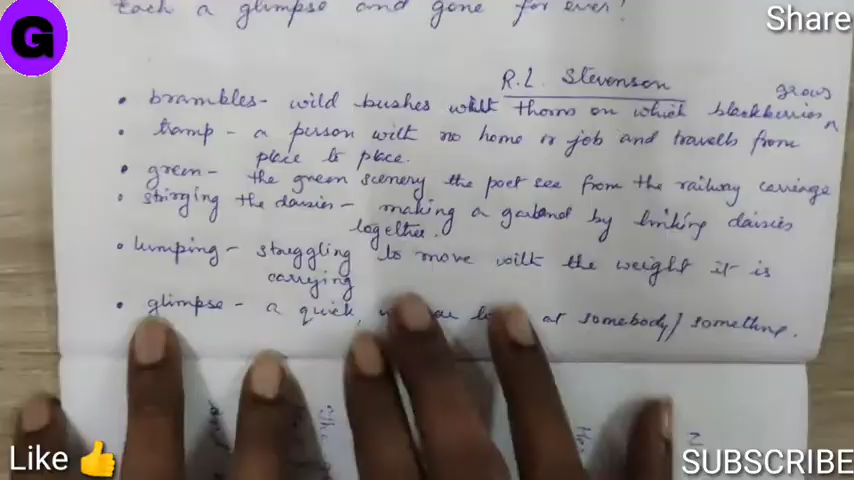 Each a glimpse and gone for ever!
G
Share
R.L. Stevenson
grows
• brambles- wild bushes with thorns on which blackberries ^
• tramp - a person with no home or job and travells from
place to place.
• green- the green scenery the poet see from the railway carriage
• stringing the daisies - making a garland by linking daisies
together.
• lumping - struggling to move with the weight it is
carrying
• glimpse - a quick, at somebody/something.
the
Like 👍
SUBSCRIBE